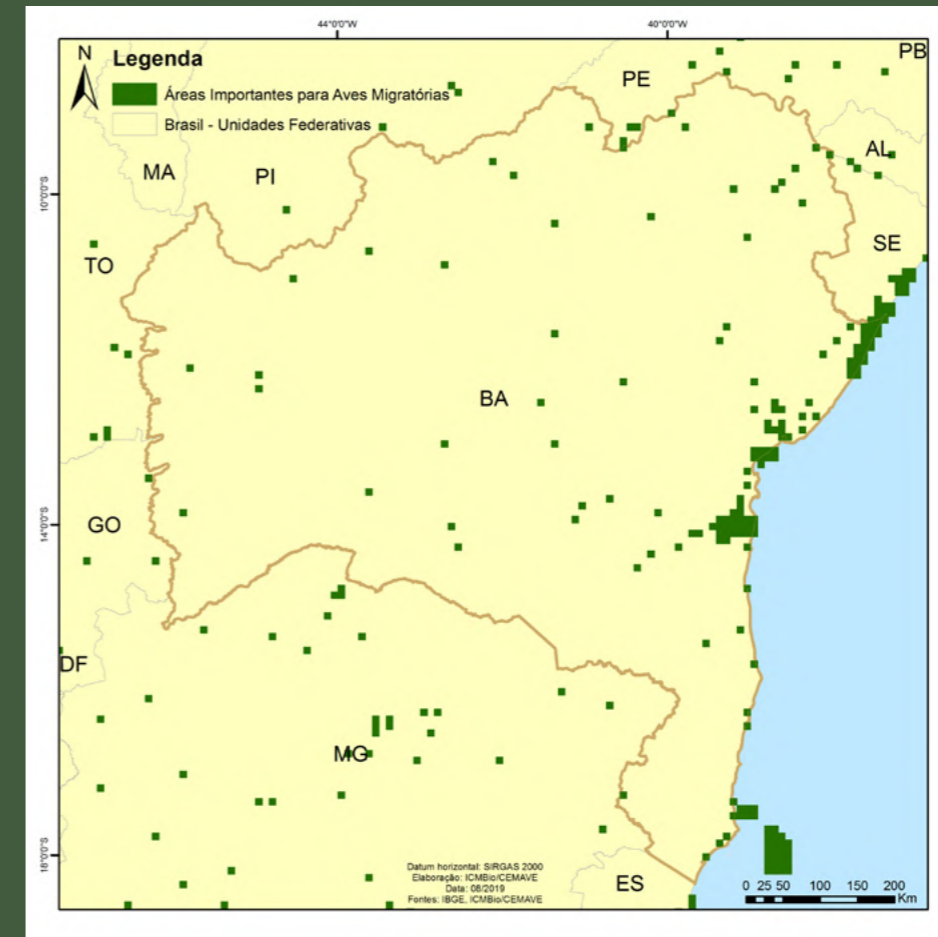 44°0'0"W
40°0'0"W
N
Legenda
Áreas Importantes para Aves Migratórias
Brasil - Unidades Federativas
PB
PE
AL
MA
PI
10°0'0"S
SE
TO
BA
GO
14°0'0"S
DF
MG
18°0'0"S
ES
Datum horizontal: SIRGAS 2000
Elaboração: ICMBio/CEMAVE
Data: 08/2019
Fontes: IBGE, ICMBio/CEMAVE
0 25 50 100 150 200
Km